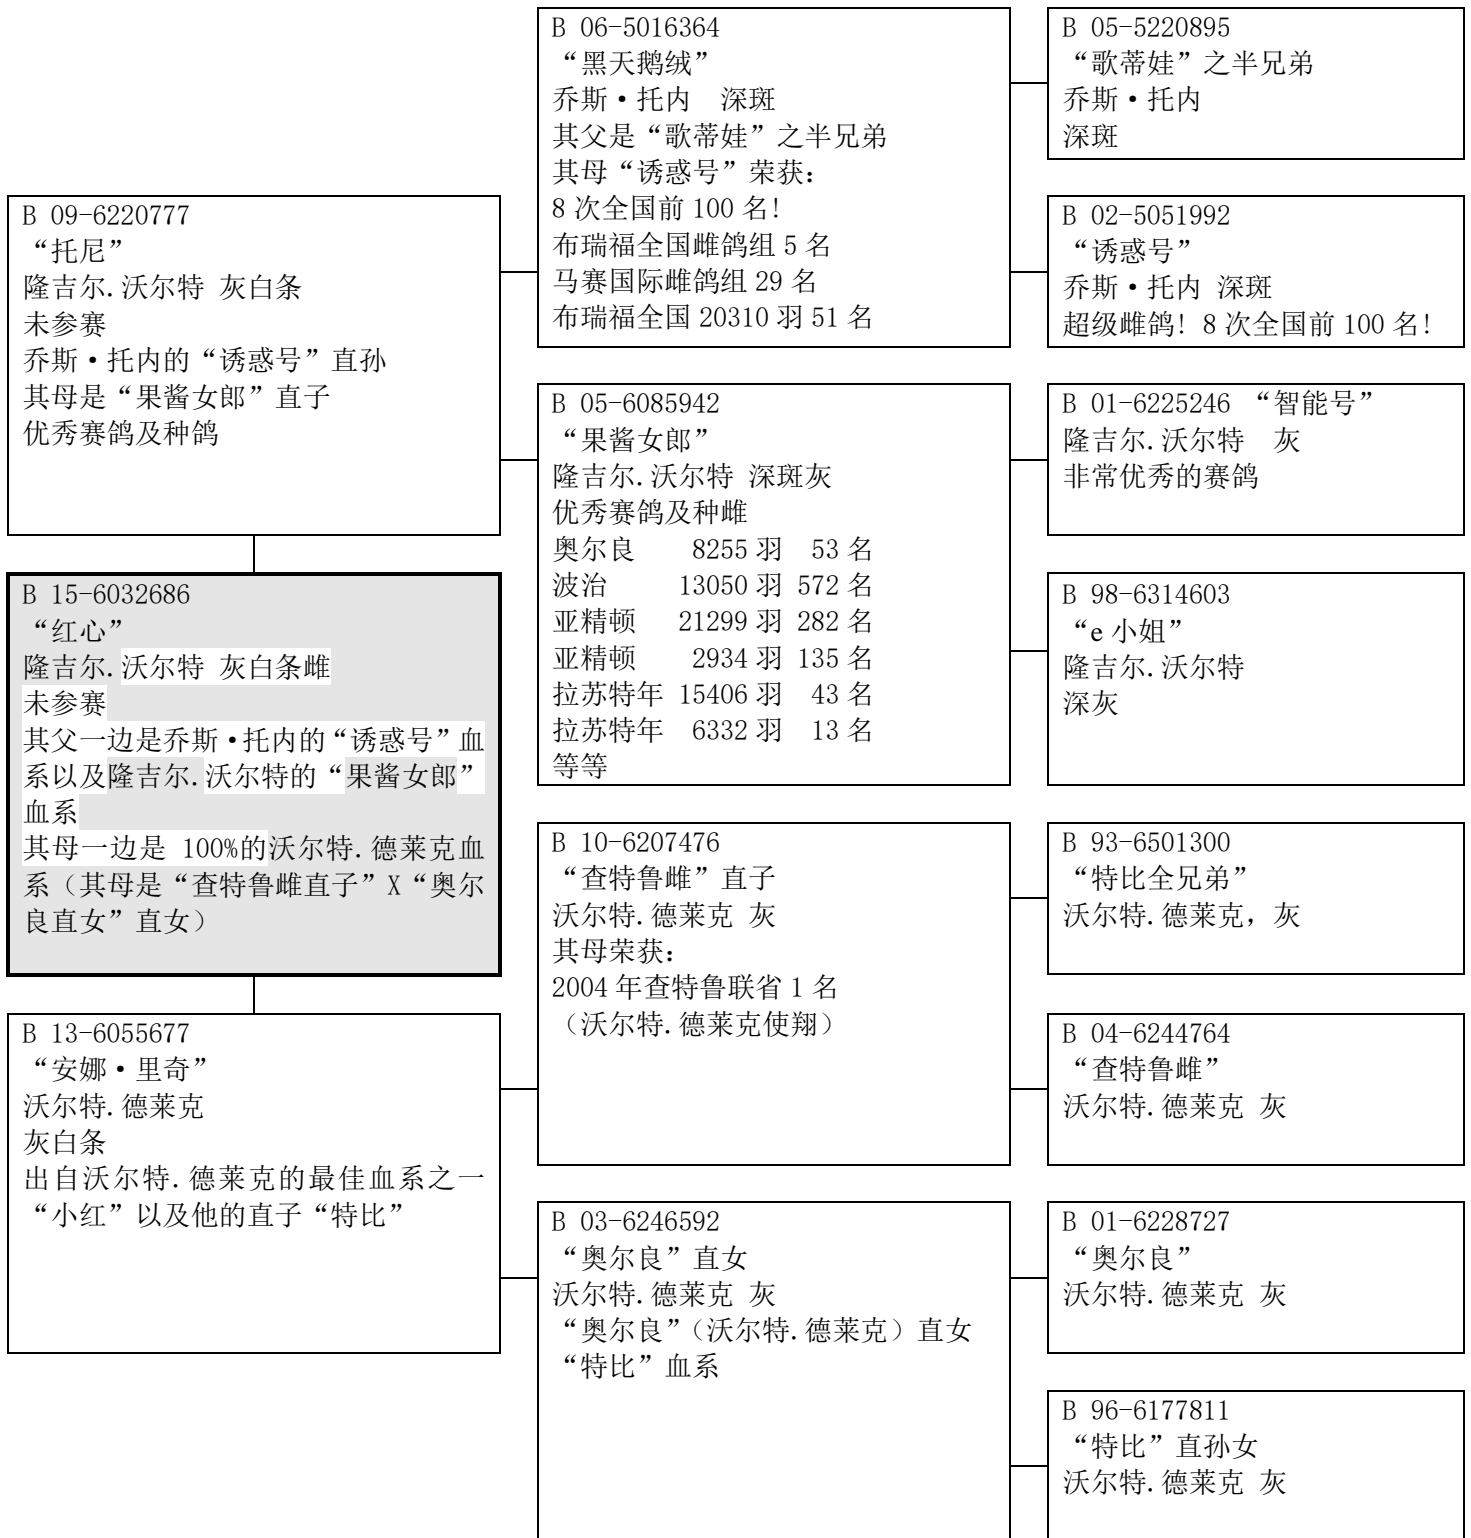 B 09-6220777
“托尼”
隆吉尔.沃尔特 灰白条
未参赛
乔斯•托内的“诱惑号”直孙
其母是“果酱女郎”直子
优秀赛鸽及种鸽
B 15-6032686
“红心”
隆吉尔.沃尔特 灰白条雌
未参赛
其父一边是乔斯•托内的“诱惑号”血
系以及隆吉尔.沃尔特的“果酱女郎”
血系
其母一边是 100%的沃尔特.德莱克血
系（其母是“查特鲁雌直子”X“奥尔
良直女”直女）
B 13-6055677
“安娜•里奇”
沃尔特.德莱克
灰白条
出自沃尔特.德莱克的最佳血系之一
“小红”以及他的直子“特比”
B 06-5016364
“黑天鹅绒”
乔斯•托内 深斑
其父是“歌蒂娃”之半兄弟
其母“诱惑号”荣获：
8 次全国前 100 名!
布瑞福全国雌鸽组 5 名
马赛国际雌鸽组 29 名
布瑞福全国 20310 羽 51 名
B 05-6085942
“果酱女郎”
隆吉尔.沃尔特 深斑灰
优秀赛鸽及种雌
奥尔良 8255 羽 53 名
波治 13050 羽 572 名
亚精顿 21299 羽 282 名
亚精顿 2934 羽 135 名
拉苏特年 15406 羽 43 名
拉苏特年 6332 羽 13 名
等等
B 10-6207476
“查特鲁雌”直子
沃尔特.德莱克 灰
其母荣获：
2004 年查特鲁联省 1 名
（沃尔特.德莱克使翔）
B 03-6246592
“奥尔良”直女
沃尔特.德莱克 灰
“奥尔良”（沃尔特.德莱克）直女
“特比”血系
B 05-5220895
“歌蒂娃”之半兄弟
乔斯•托内
深斑
B 02-5051992
“诱惑号”
乔斯•托内 深斑
超级雌鸽! 8 次全国前 100 名!
B 01-6225246 “智能号”
隆吉尔.沃尔特 灰
非常优秀的赛鸽
B 98-6314603
“e 小姐”
隆吉尔.沃尔特
深灰
B 93-6501300
“特比全兄弟”
沃尔特.德莱克，灰
B 04-6244764
“查特鲁雌”
沃尔特.德莱克 灰
B 01-6228727
“奥尔良”
沃尔特.德莱克 灰
B 96-6177811
“特比”直孙女
沃尔特.德莱克 灰